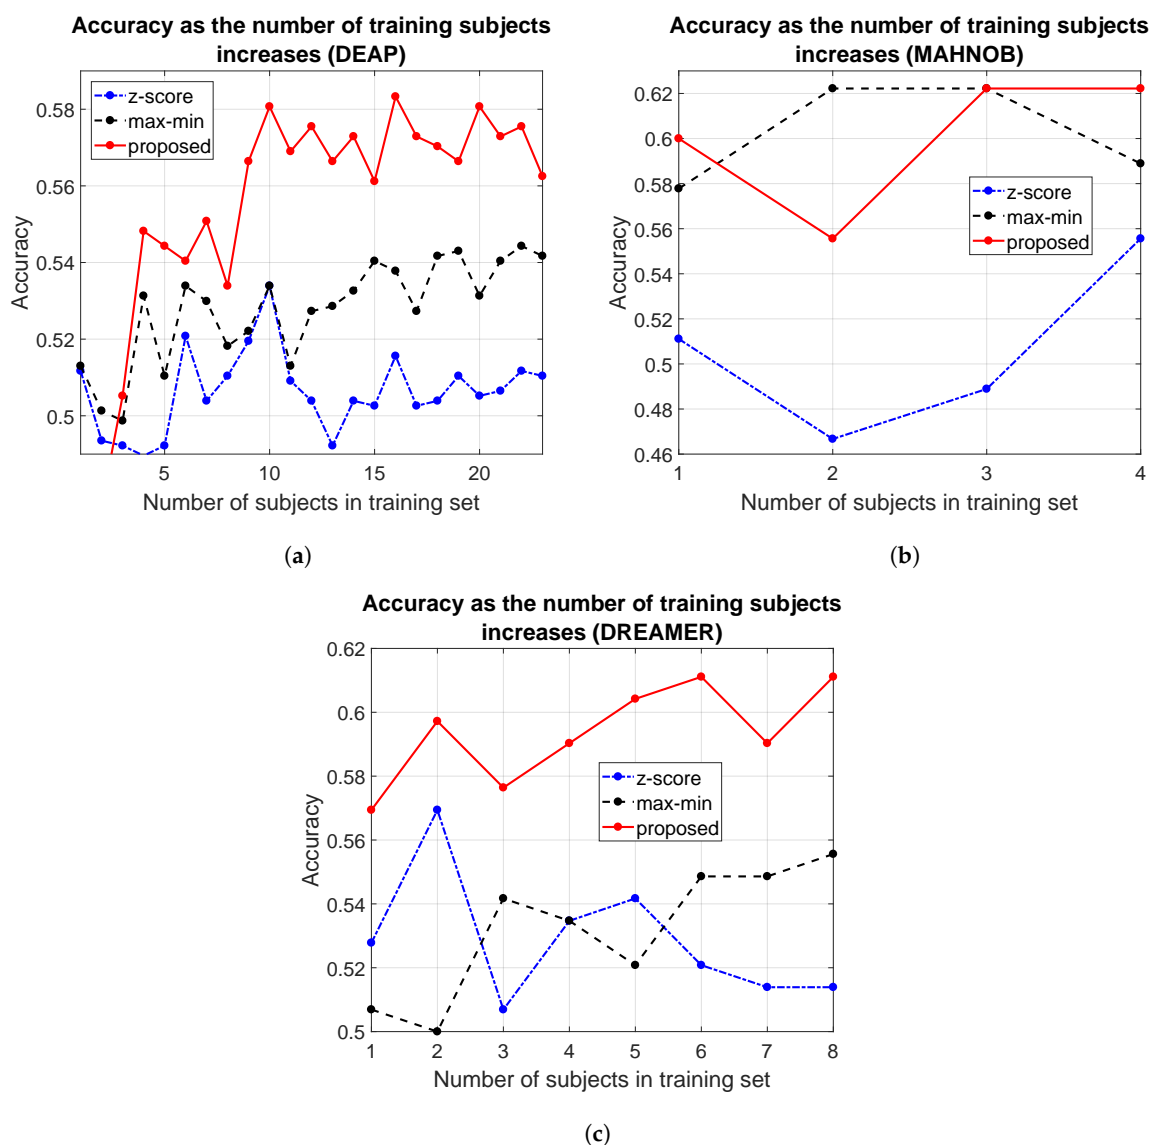 Accuracy as the number of training subjects
increases (DEAP)
z-score
max-min
proposed
0.58
0.56
0.54
0.52
0.5
5
10
15
20
Accuracy
Number of subjects in training set
(a)
Accuracy as the number of training subjects
increases (MAHNOB)
z-score
max-min
proposed
0.62
0.6
0.58
0.56
0.54
0.52
0.5
0.48
0.46
1
2
3
4
Accuracy
Number of subjects in training set
(b)
Accuracy as the number of training subjects
increases (DREAMER)
z-score
max-min
proposed
0.62
0.6
0.58
0.56
0.54
0.52
0.5
1
2
3
4
5
6
7
8
Accuracy
Number of subjects in training set
(c)